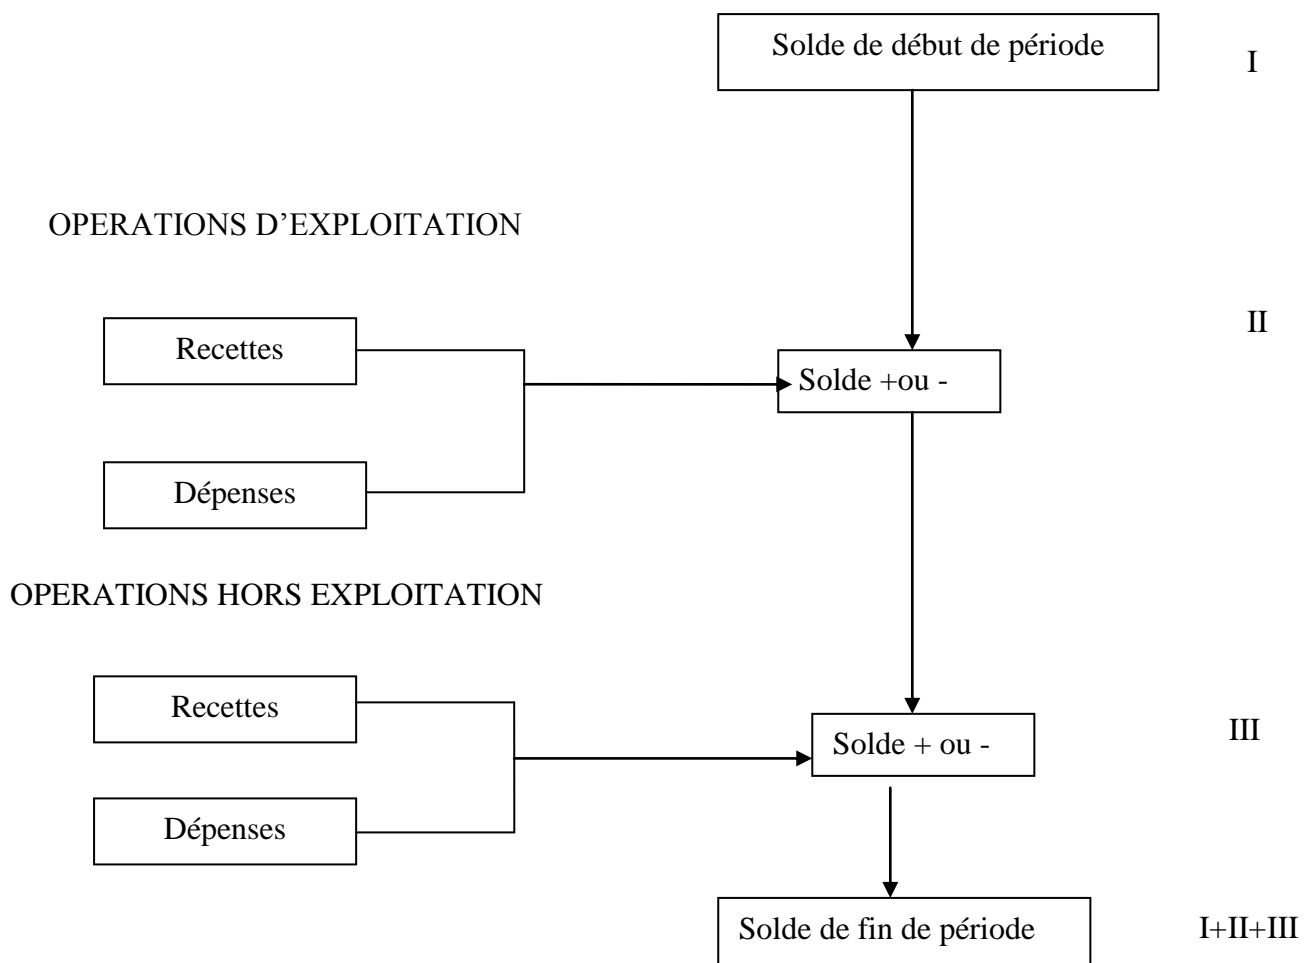 Solde de début de période
I
OPERATIONS D’EXPLOITATION
II
Recettes
Solde +ou -
Dépenses
OPERATIONS HORS EXPLOITATION
Recettes
III
Solde + ou -
Dépenses
Solde de fin de période
I+II+III